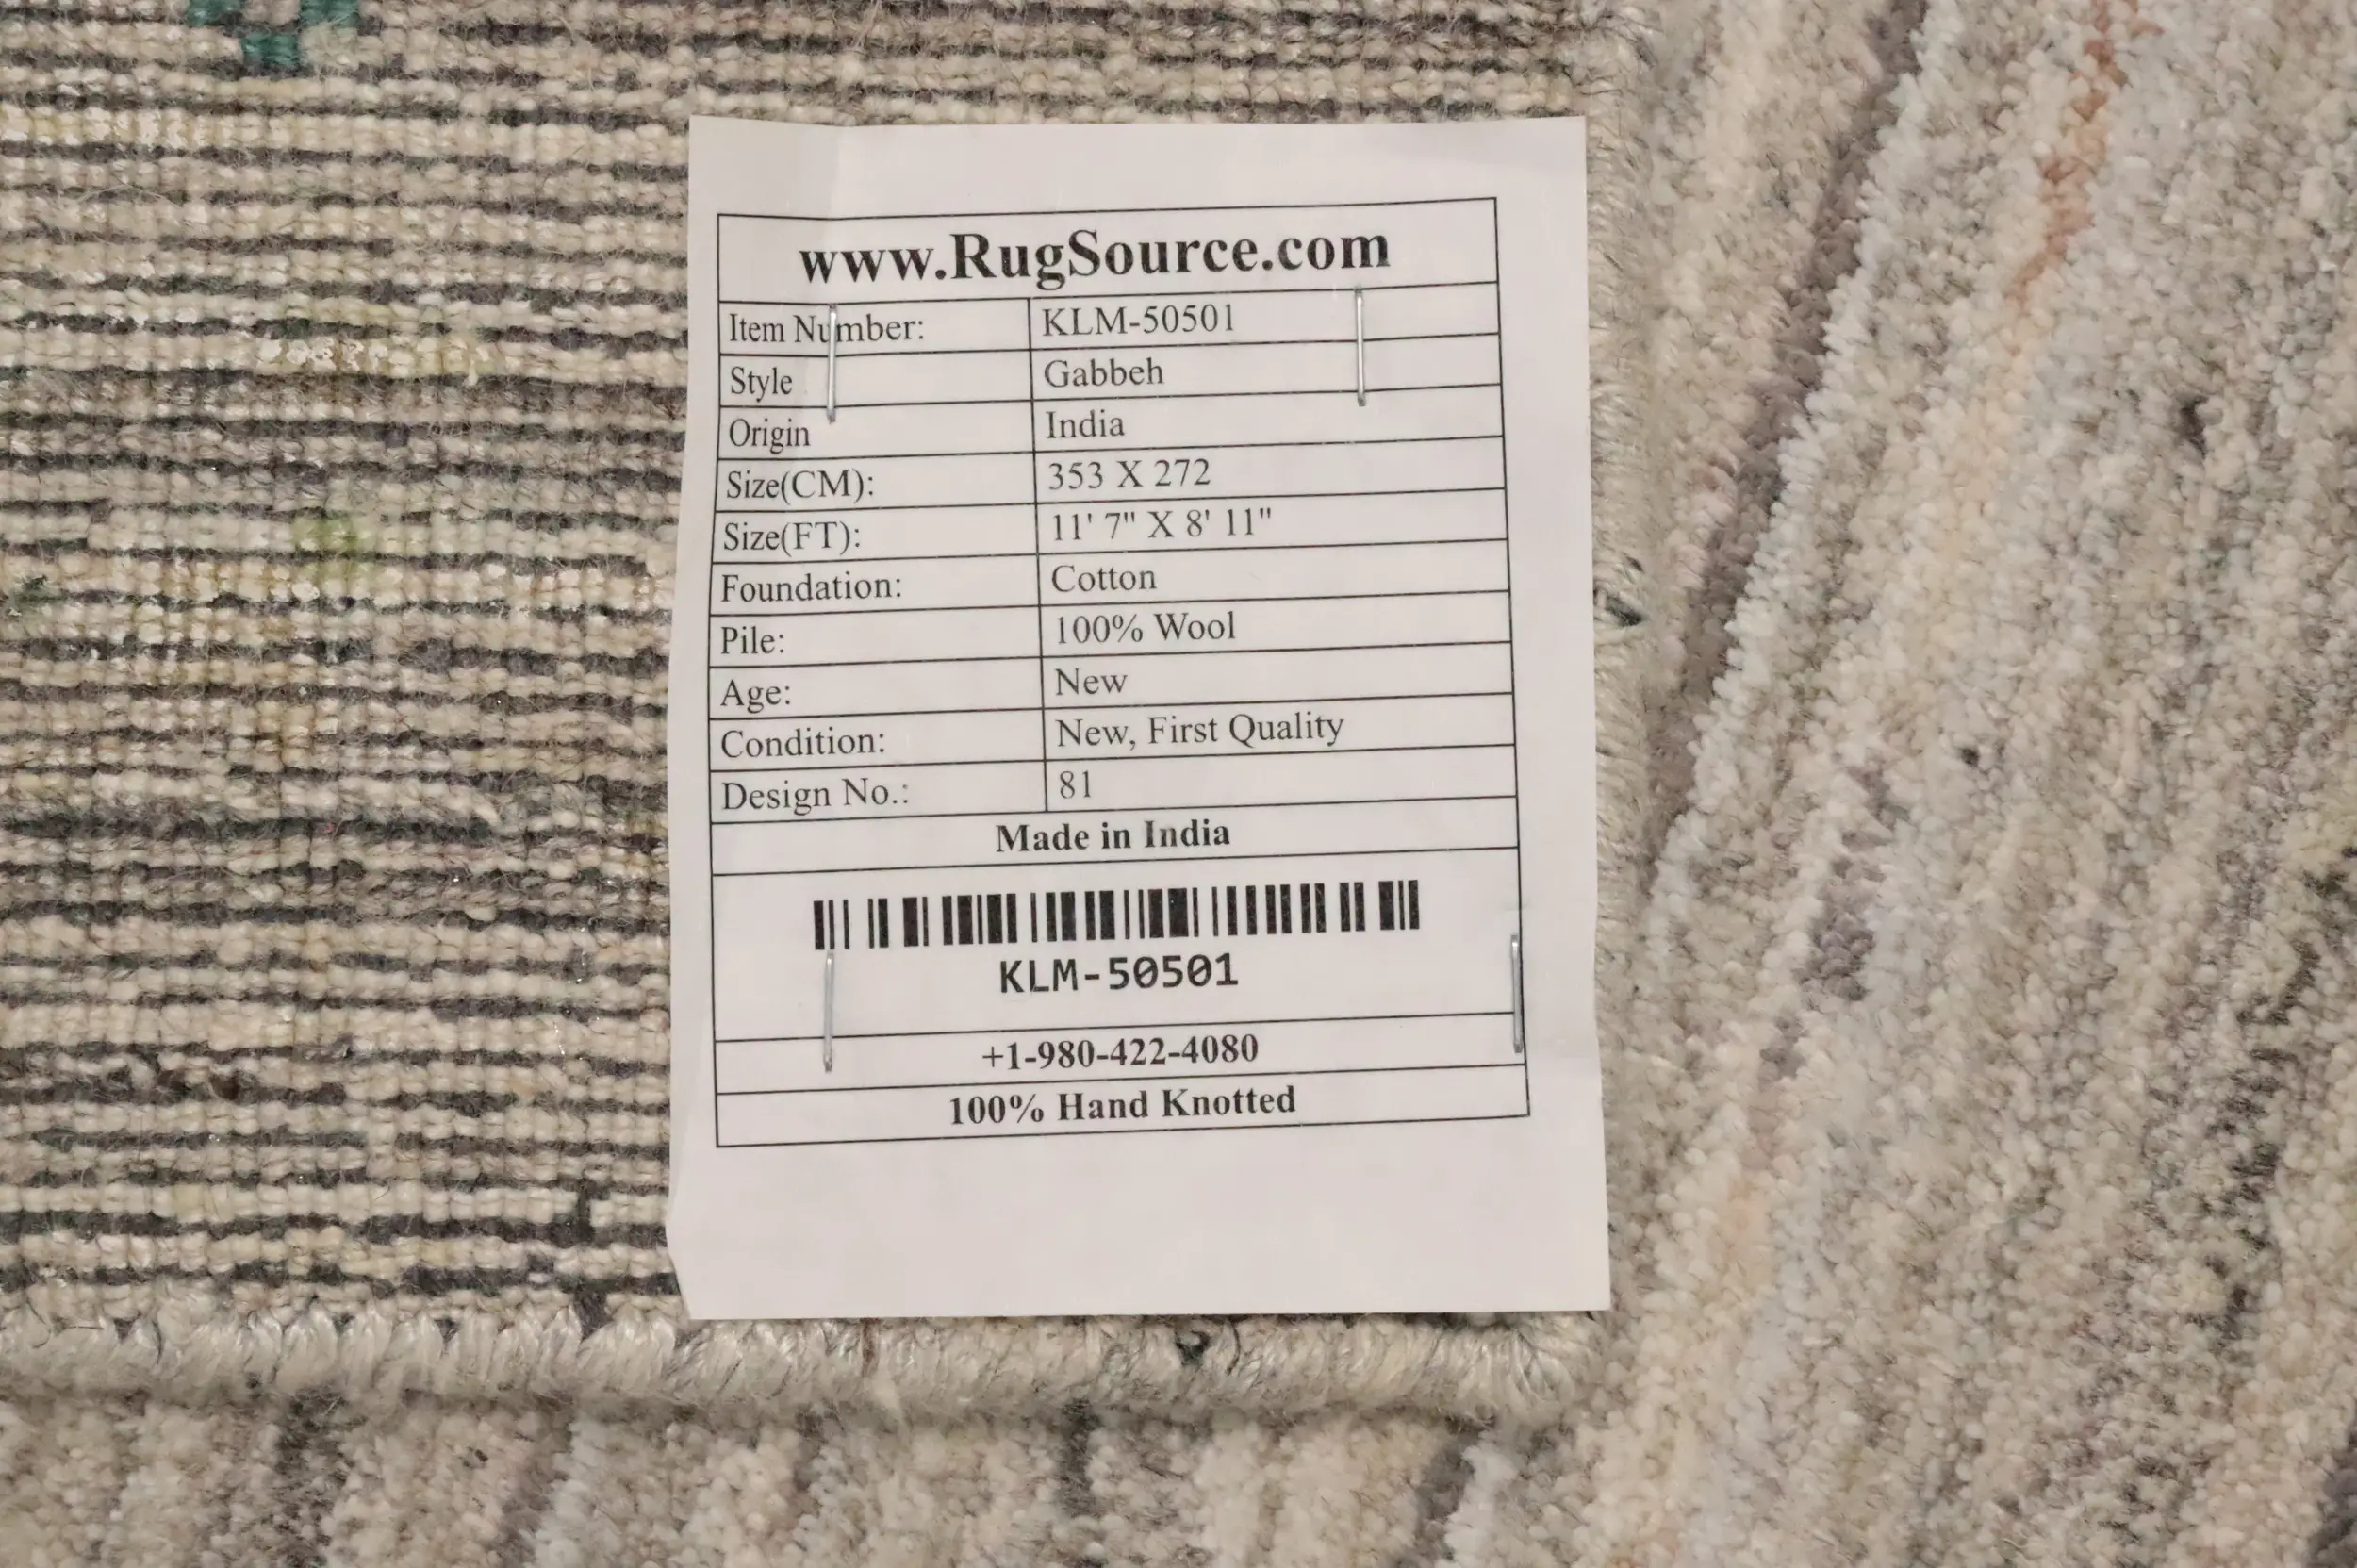 www.RugSource.com
Item Number: KLM-50501
Style Gabbeh
Origin India
Size(CM): 353 X 272
Size(FT): 11' 7" X 8' 11"
Foundation: Cotton
Pile: 100% Wool
Age: New
Condition: New, First Quality
Design No.: 81
Made in India
KLM-50501
+1-980-422-4080
100% Hand Knotted